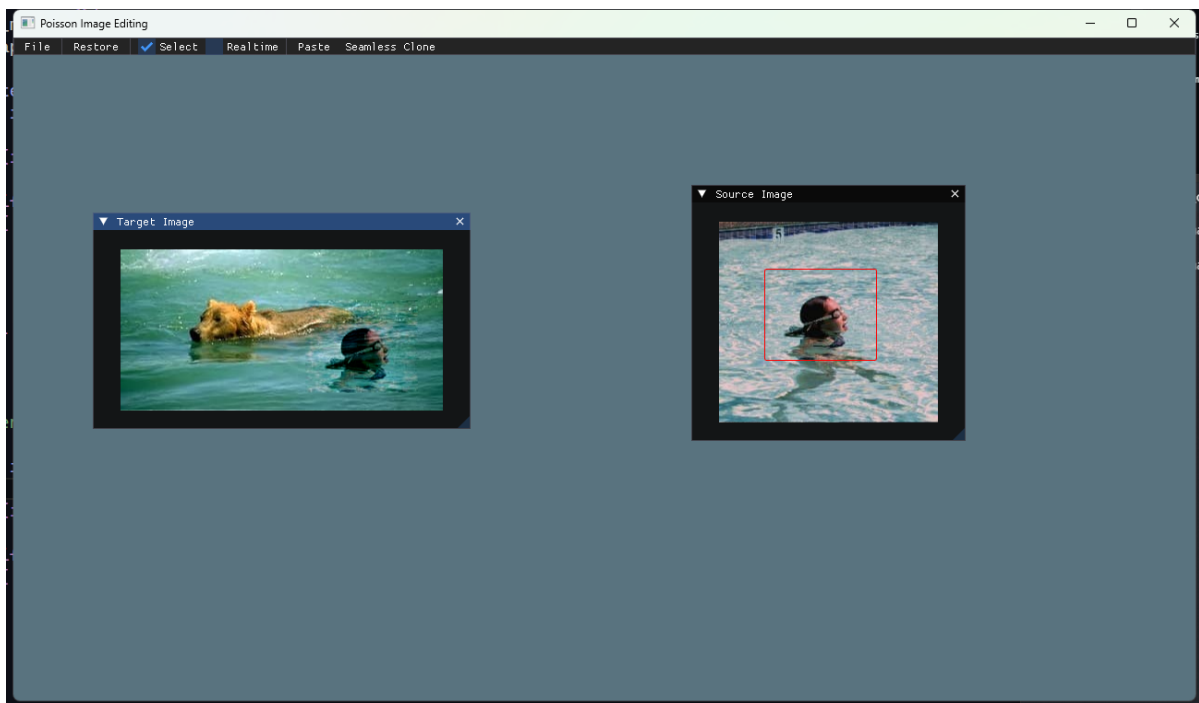 Poisson Image Editing
File Restore Select Realtime Paste Seamless Clone
Source Image
Target Image
5